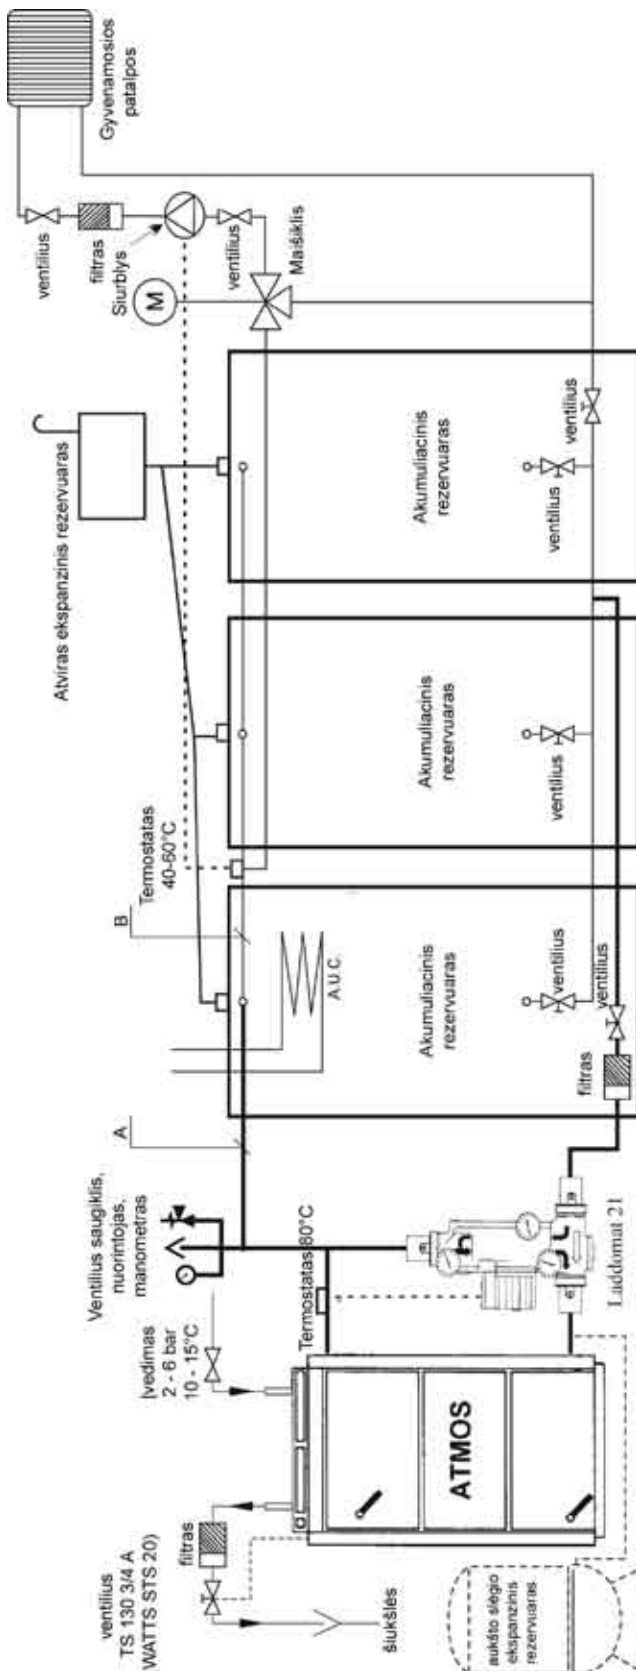 ventilius
TS 130 3/4 A
WATTS STS 20)
filtras
šiukšlės
aukšto slėgio
ekspanzinis
rezervuaras
Įvedimas
2 - 6 bar
10 - 15°C
ATMOS
Ventilius saugiklis,
nuorintojas,
manometras
Termostatas 80°C
Laddomat 21
A
B
A.U.C.
Akumuliacinis
rezervuaras
ventilius
ventilius
filtras
Termostatas
40-60°C
Akumuliacinis
rezervuaras
ventilius
Atviras ekspanzinis rezervuaras
Akumuliacinis
rezervuaras
ventilius
ventilius
M
Maišiklis
ventilius
Siurblys
filtras
ventilius
Gyvenamosios
patalpos